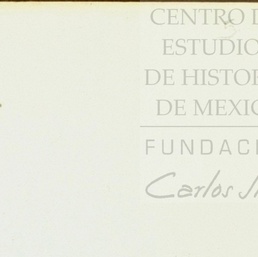 CENTRO D
ESTUDIO
DE HISTOR
DE MEXIC
FUNDACI
Carlos